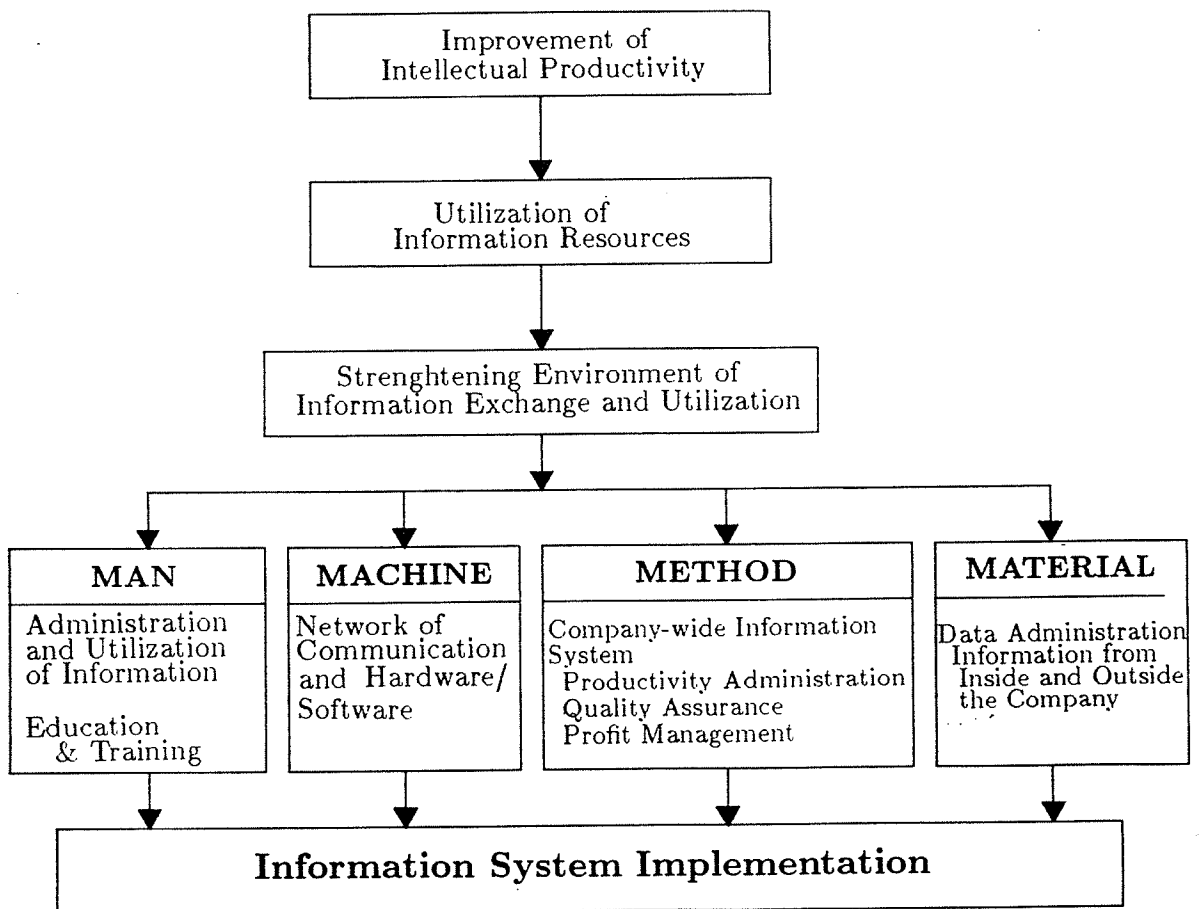 Improvement of
Intellectual Productivity
Utilization of
Information Resources
Strenghtening Environment of
Information Exchange and Utilization
MAN
Administration
and Utilization
of Information
Education
& Training
MACHINE
Network of
Communication
and Hardware/
Software
METHOD
Company-wide Information
System
Productivity Administration
Quality Assurance
Profit Management
MATERIAL
Data Administration
Information from
Inside and Outside
the Company
Information System Implementation